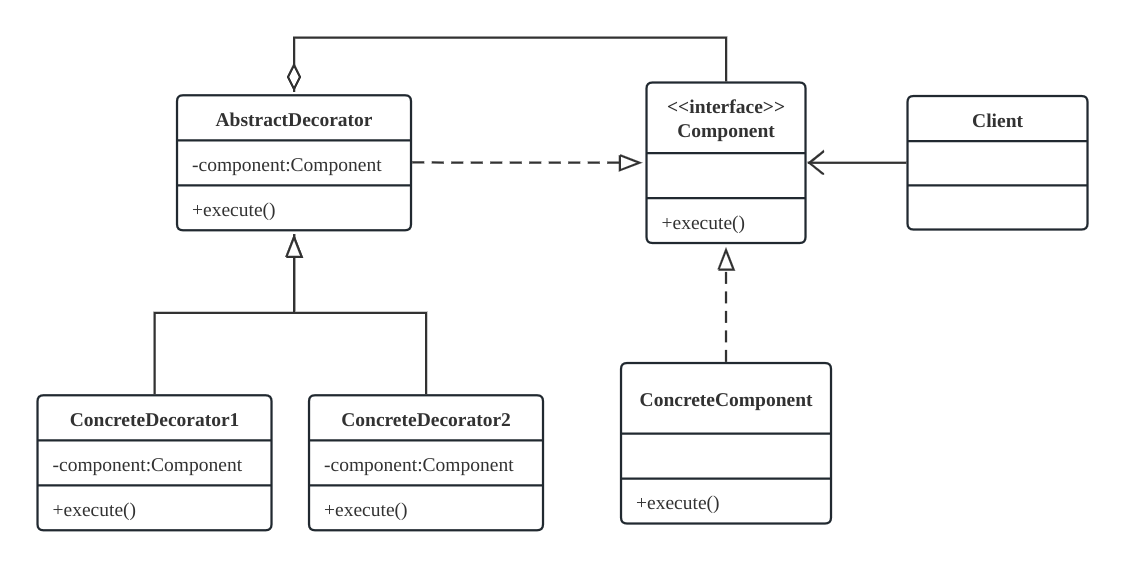 AbstractDecorator
-component:Component
+execute()
<<interface>>
Component
+execute()
Client
ConcreteDecorator1
-component:Component
+execute()
ConcreteDecorator2
-component:Component
+execute()
ConcreteComponent
+execute()